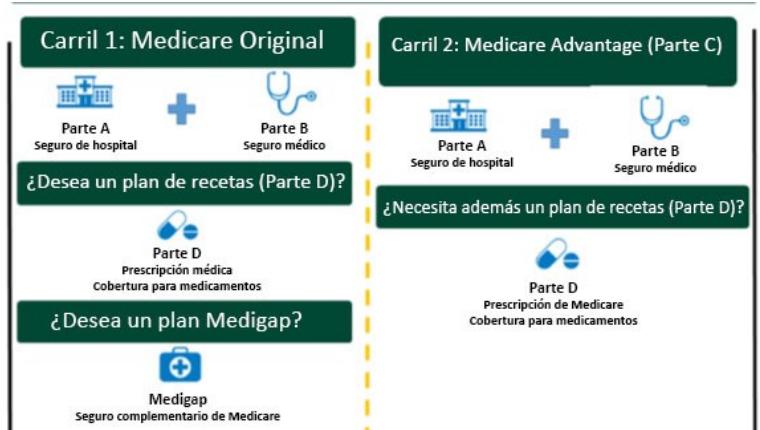 Carril 1: Medicare Original
Parte A
Seguro de hospital
Parte B
Seguro médico
¿Desea un plan de recetas (Parte D)?
Parte D
Prescripción médica
Cobertura para medicamentos
¿Desea un plan Medigap?
Medigap
Seguro complementario de Medicare
Carril 2: Medicare Advantage (Parte C)
Parte A
Seguro de hospital
Parte B
Seguro médico
¿Necesita además un plan de recetas (Parte D)?
Parte D
Prescripción de Medicare
Cobertura para medicamentos